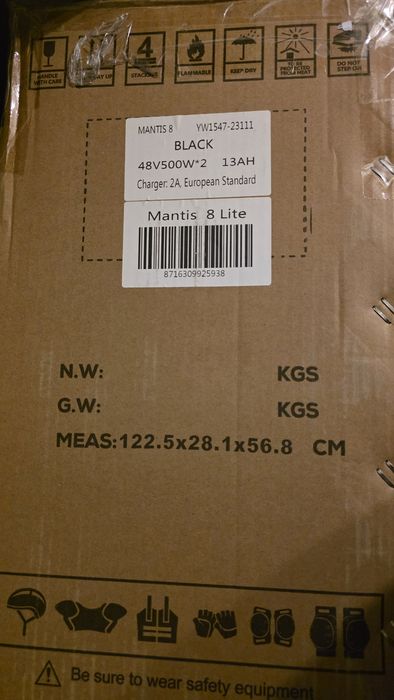 HANDLE WITH CARE
WAY UP
4
STACKING
FLAMMABLE
KEEP DRY
TO BE PROTECTED FROM HEAT
DO NOT STEP ON
MANTIS 8 YW1547-23111
BLACK
48V500W*2 13AH
Charger: 2A, European Standard
Mantis 8 Lite
8716309925938
N.W: KGS
G.W: KGS
MEAS:122.5x28.1x56.8 CM
Be sure to wear safety equipment